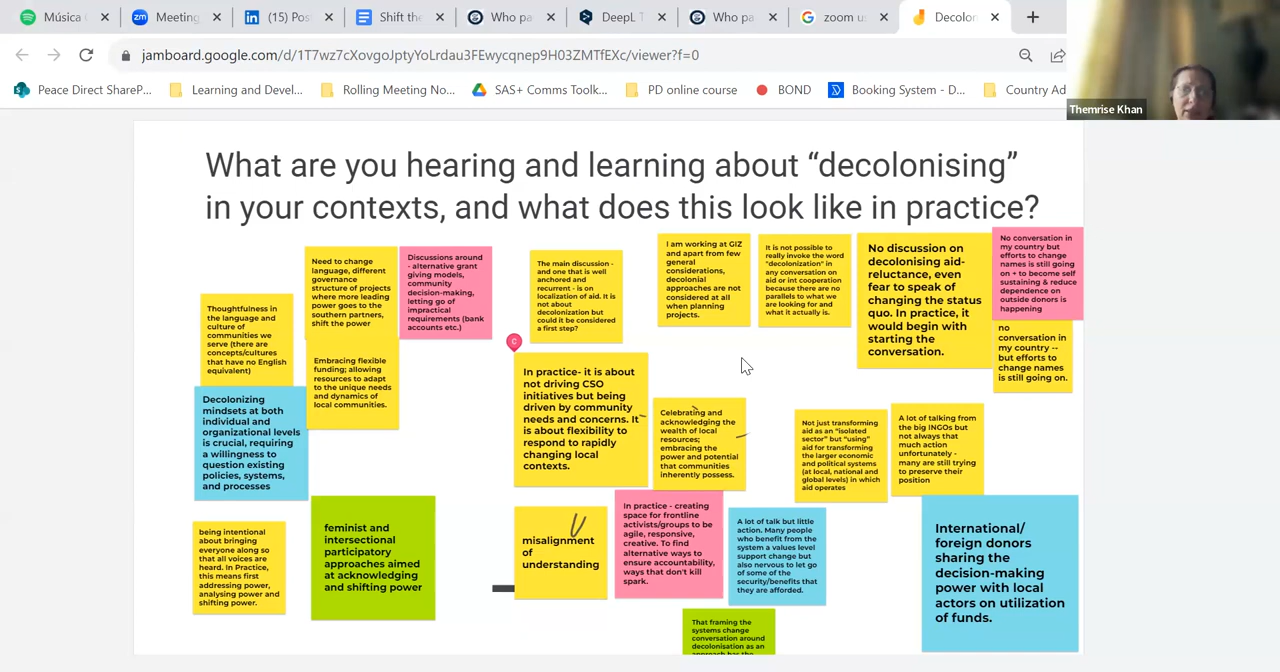 Música
Meeting
(15) Pos
Shift the
Who pa
DeepL T
Who pa
zoom us
Decolon
jamboard.google.com/d/1T7wz7cXovgoJptyYoLrdau3FEwycqnep9H03ZMTfEXc/viewer?f=0
Peace Direct ShareP...
Learning and Devel...
Rolling Meeting No...
SAS+ Comms Toolk...
PD online course
BOND
Booking System - D...
Country Ad
Themrise Khan
What are you hearing and learning about “decolonising”
in your contexts, and what does this look like in practice?
Thoughtfulness in
the language and
culture of
communities we
serve (there are
concepts/cultures
that have no English
equivalent)
Need to change
language, different
governance
structure of projects
where more leading
power goes to the
southern partners,
shift the power
Discussions around
- alternative grant
giving models,
community
decision-making,
letting go of
impractical
requirements (bank
accounts etc.)
Embracing flexible
funding; allowing
resources to adapt
to the unique needs
and dynamics of
local communities.
Decolonizing
mindsets at both
individual and
organizational levels
is crucial, requiring
a willingness to
question existing
policies, systems,
and processes
being intentional
about bringing
everyone along so
that all voices are
heard. In Practice,
this means first
addressing power,
analysing power and
shifting power.
feminist and
intersectional
participatory
approaches aimed
at acknowledging
and shifting power
The main discussion -
and one that is well
anchored and
recurrent - is on
localization of aid. It is
not about
decolonization but
could it be considered
a first step?
C
In practice- it is about
not driving CSO
initiatives but being
driven by community
needs and concerns. It
is about flexibility to
respond to rapidly
changing local
contexts.
misalignment
of
understanding
I am working at GIZ
and apart from few
general
considerations,
decolonial
approaches are not
considered at all
when planning
projects.
It is not possible to
really invoke the word
"decolonization" in
any conversation on
aid or int cooperation
because there are no
parallels to what we
are looking for and
what it actually is.
Celebrating and
acknowledging the
wealth of local
resources;
embracing the
power and potential
that communities
inherently possess.
In practice - creating
space for frontline
activists/groups to be
agile, responsive,
creative. To find
alternative ways to
ensure accountability,
ways that don't kill
spark.
A lot of talk but little
action. Many people
who benefit from the
system a values level
support change but
also nervous to let go
of some of the
security/benefits that
they are afforded.
That framing the
systems change
conversation around
decolonisation as an
approach has the
No discussion on
decolonising aid-
reluctance, even
fear to speak of
changing the status
quo. In practice, it
would begin with
starting the
conversation.
No conversation in
my country but
efforts to change
names is still going
on + to become self
sustaining & reduce
dependence on
outside donors is
happening
no
conversation in
my country --
but efforts to
change names
is still going on.
Not just transforming
aid as an "isolated
sector" but "using"
aid for transforming
the larger economic
and political systems
(at local, national and
global levels) in which
aid operates
A lot of talking from
the big INGOs but
not always that
much action
unfortunately -
many are still trying
to preserve their
position
International/
foreign donors
sharing the
decision-making
power with local
actors on utilization
of funds.